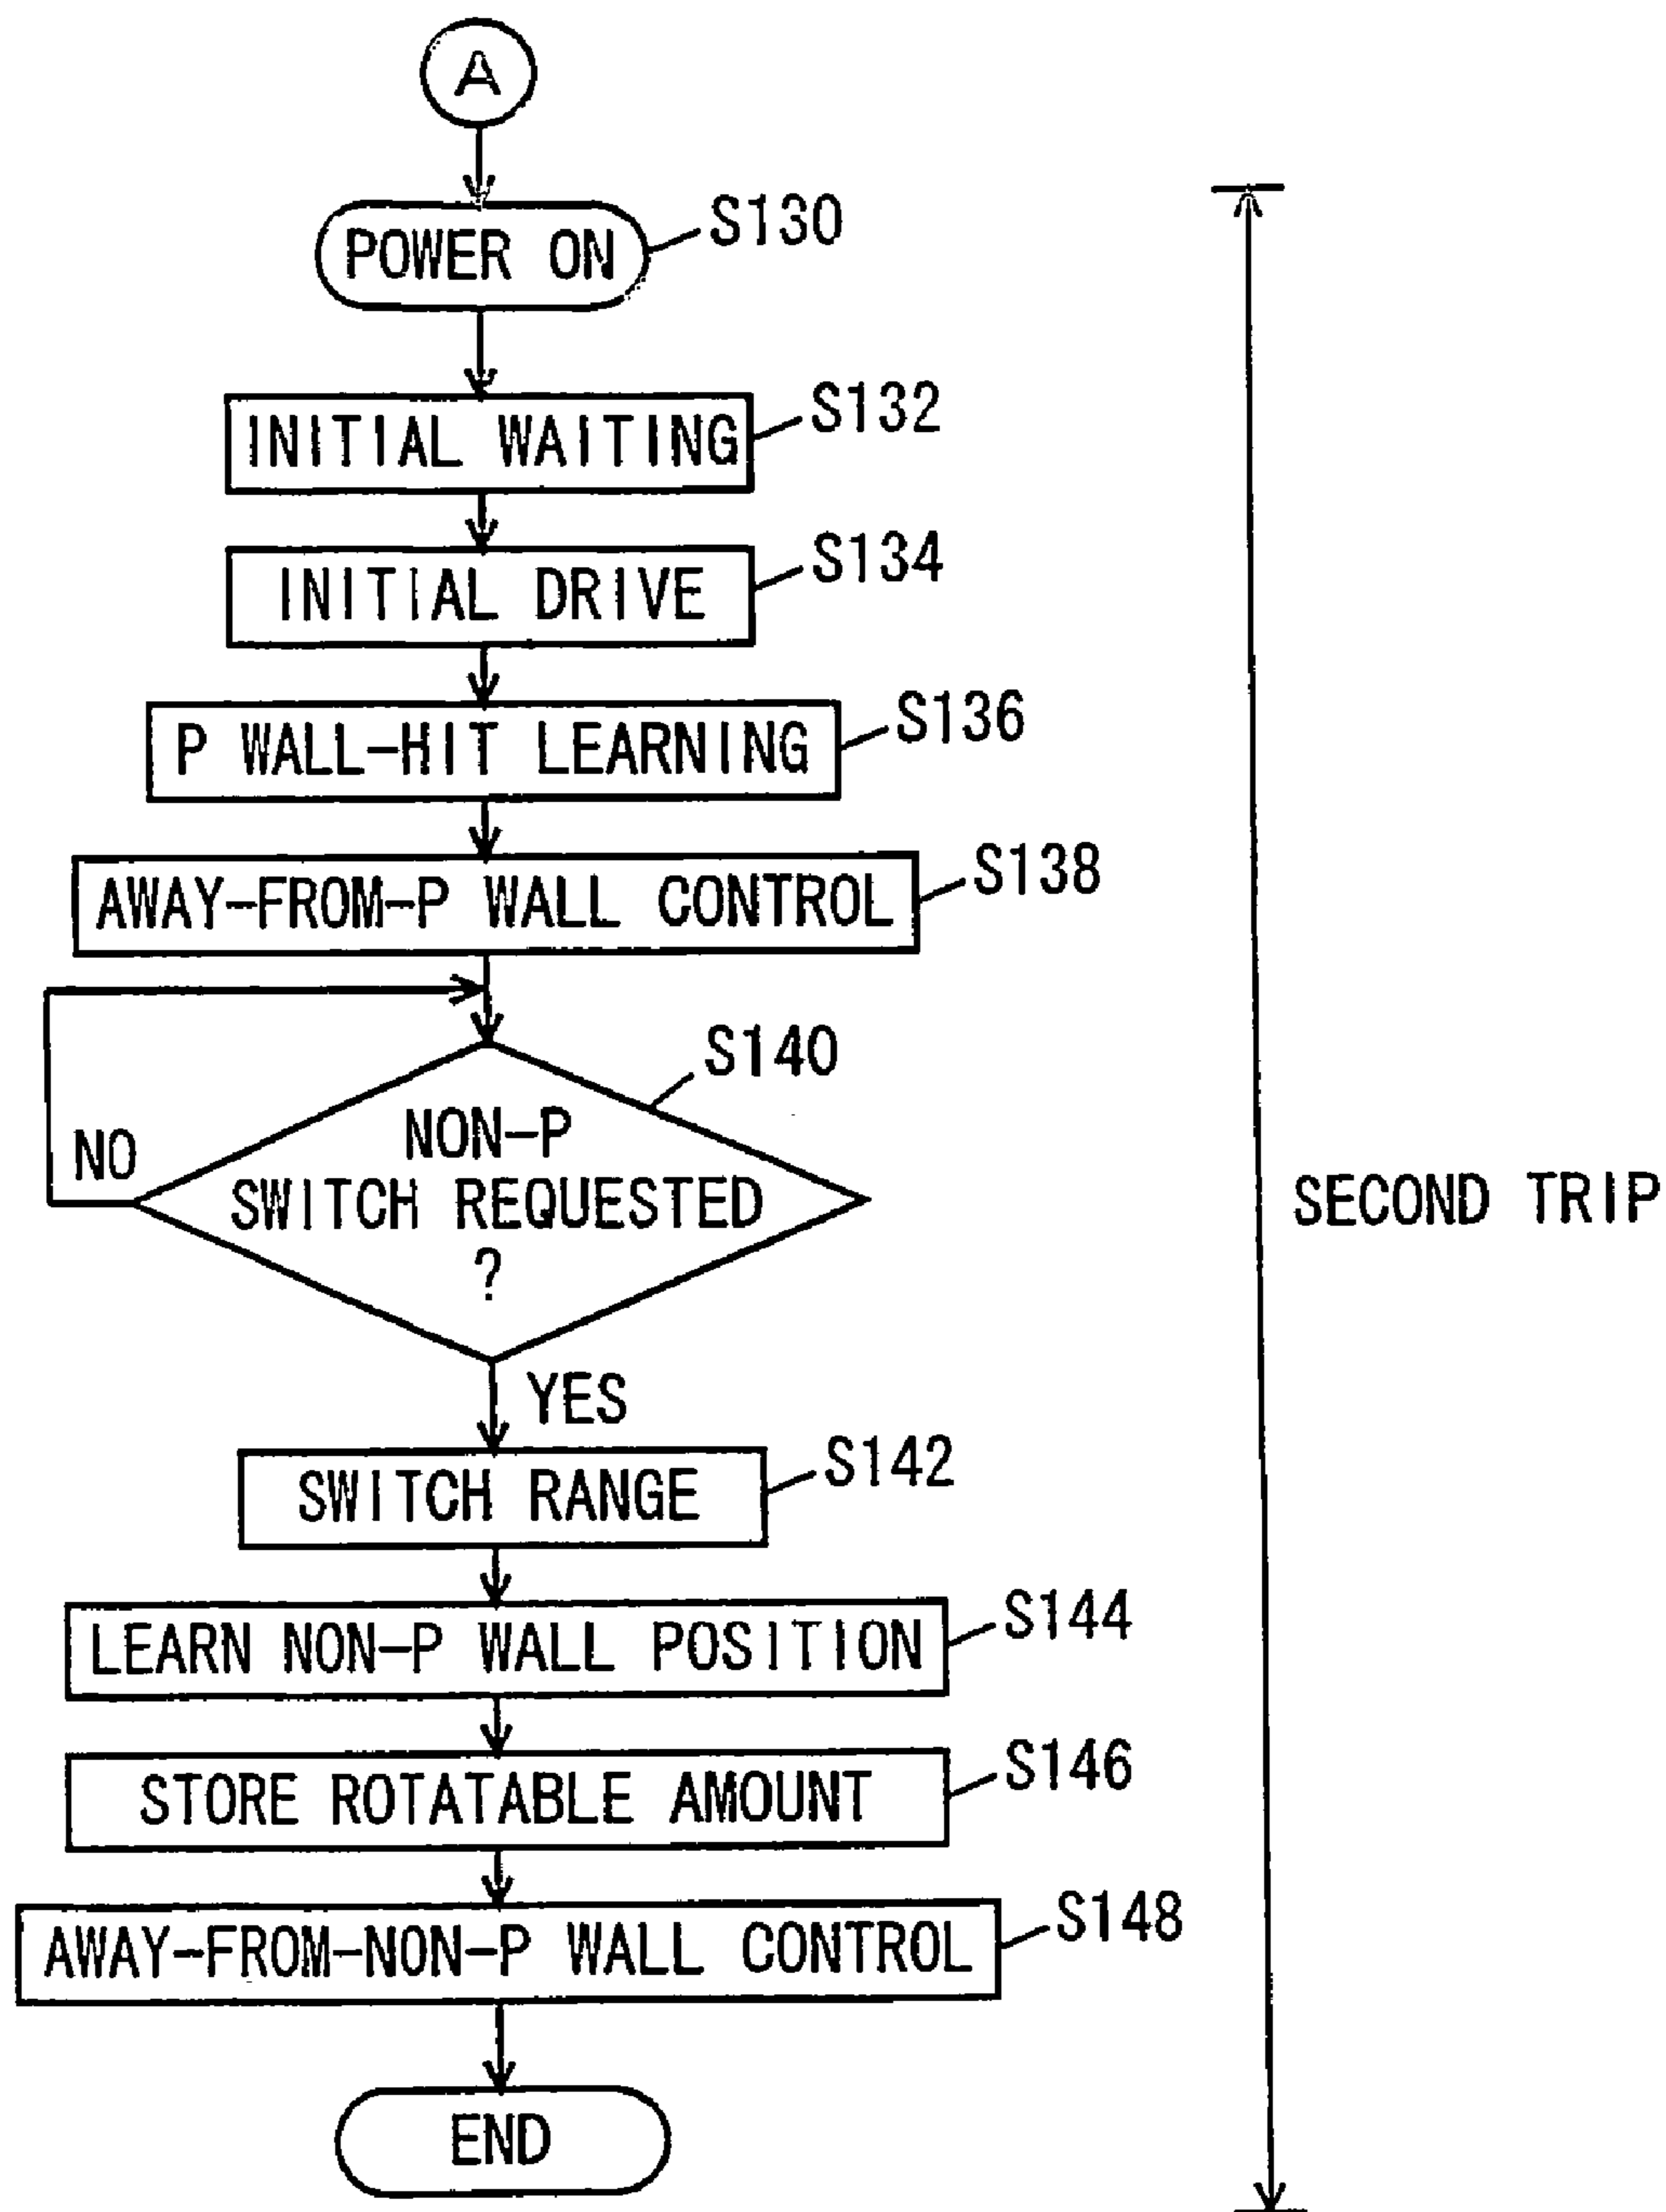 A
POWER ON
S130
INITIAL WAITING
S132
INITIAL DRIVE
S134
P WALL-HIT LEARNING
S136
AWAY-FROM-P WALL CONTROL
S138
S140
NON-P
SWITCH REQUESTED
?
NO
YES
SECOND TRIP
SWITCH RANGE
S142
LEARN NON-P WALL POSITION
S144
STORE ROTATABLE AMOUNT
S146
AWAY-FROM-NON-P WALL CONTROL
S148
END